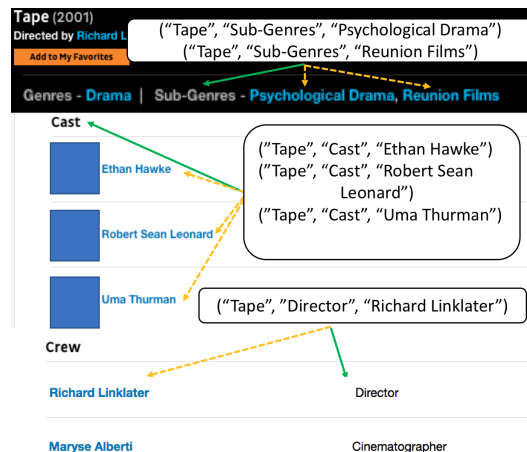 Tape (2001)
Directed by Richard L
Add to My Favorites
("Tape", "Sub-Genres", "Psychological Drama")
("Tape", "Sub-Genres", "Reunion Films")
Genres - Drama | Sub-Genres - Psychological Drama, Reunion Films
Cast
Ethan Hawke
Robert Sean Leonard
Uma Thurman
("Tape", "Cast", "Ethan Hawke")
("Tape", "Cast", "Robert Sean
Leonard")
("Tape", "Cast", "Uma Thurman")
("Tape", "Director", "Richard Linklater")
Crew
Richard Linklater Director
Maryse Alberti Cinematographer